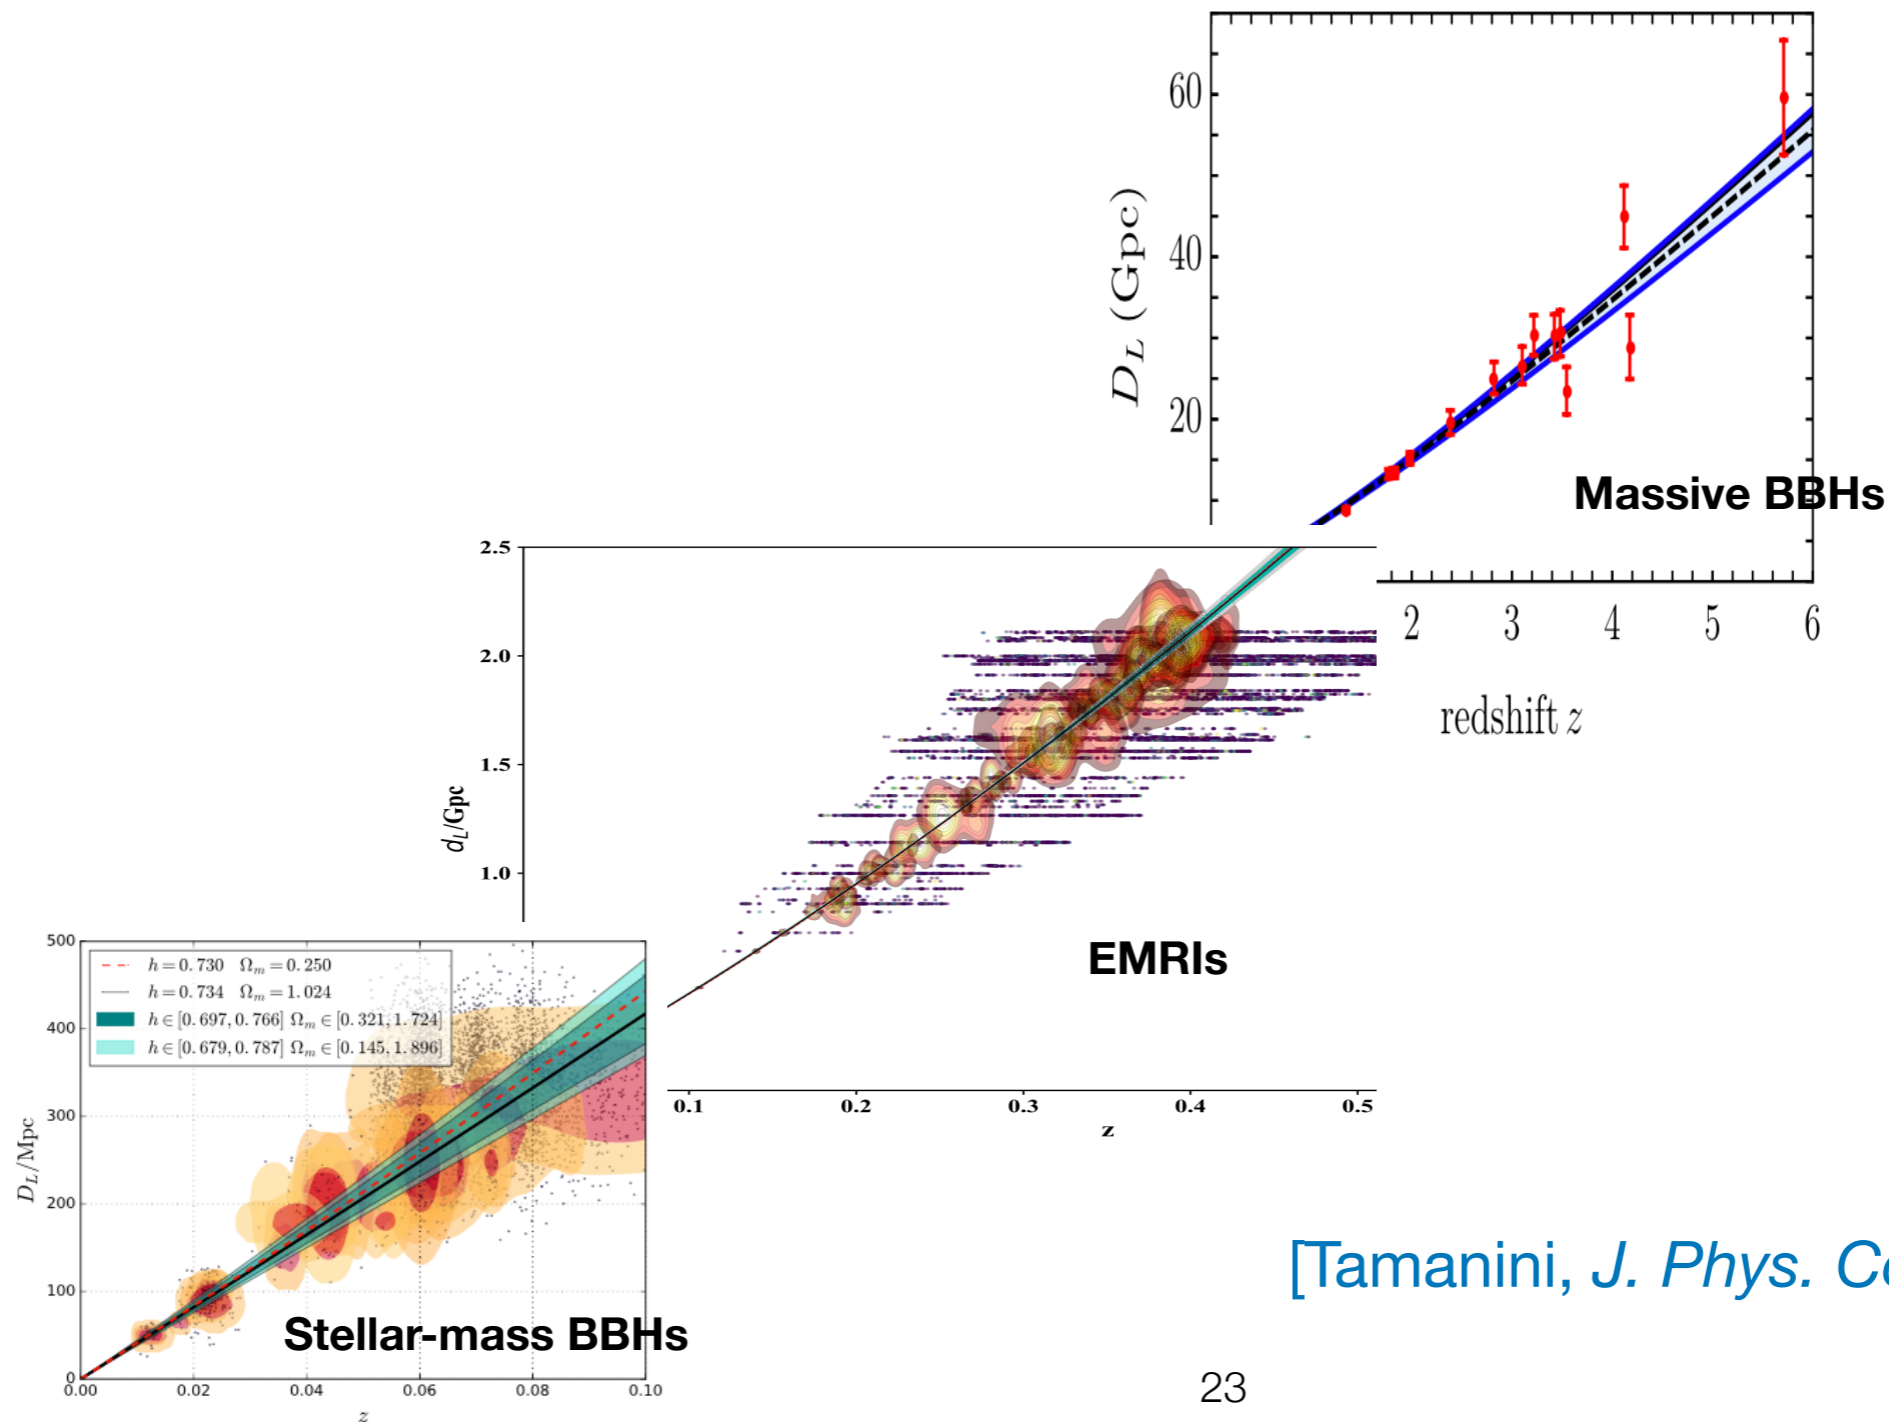 60
40
20
D_L (Gpc)
Massive BBHs
2 3 4 5 6
redshift z
2.5
2.0
1.5
1.0
d_L/Gpc
EMRIs
0.1 0.2 0.3 0.4 0.5
z
500
400
300
200
100
0
D_L/Mpc
h = 0.730 Ω_m = 0.250
h = 0.734 Ω_m = 1.024
h ∈ [0.697, 0.766] Ω_m ∈ [0.321, 1.724]
h ∈ [0.679, 0.787] Ω_m ∈ [0.145, 1.896]
Stellar-mass BBHs
0.00 0.02 0.04 0.06 0.08 0.10
z
[Tamanini, J. Phys. C
23